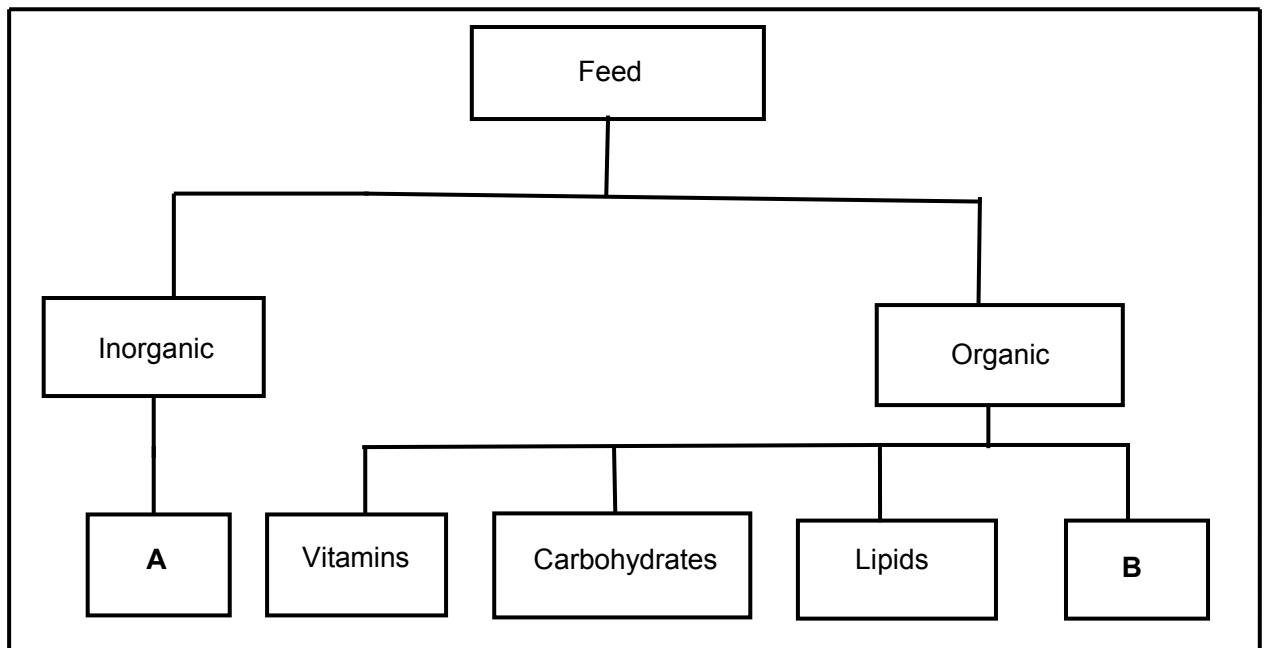 Feed
Inorganic
Organic
A
Vitamins
Carbohydrates
Lipids
B